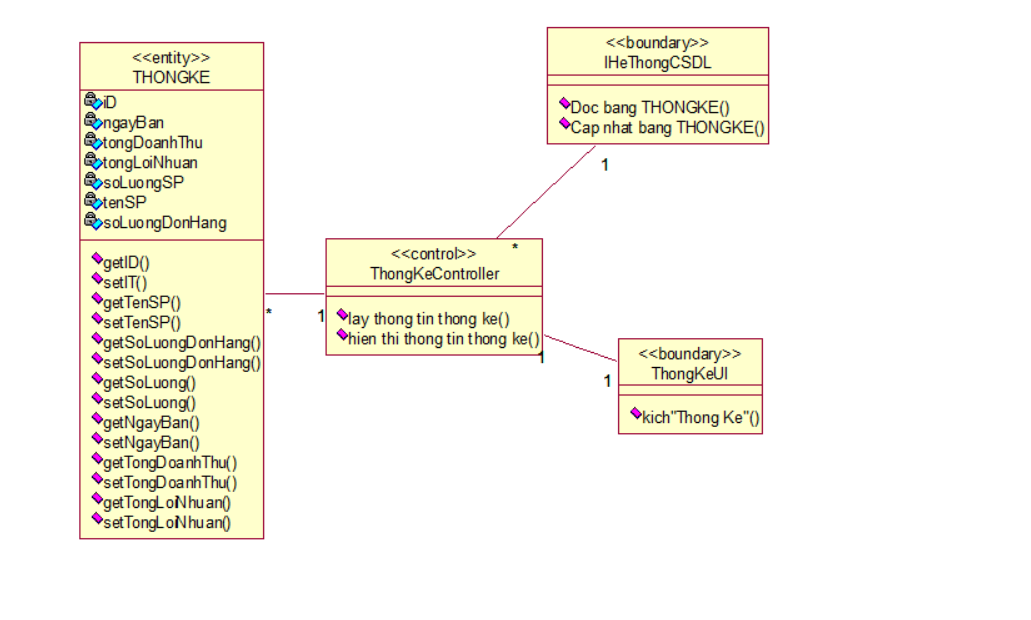 <<entity>>
THONGKE
iD
ngayBan
tongDoanhThu
tongLoiNhuan
soLuongSP
tenSP
soLuongDonHang
getID()
setIT()
getTenSP()
setTenSP()
getSoLuongDonHang()
setSoLuongDonHang()
getSoLuong()
setSoLuong()
getNgayBan()
setNgayBan()
getTongDoanhThu()
setTongDoanhThu()
getTongLoiNhuan()
setTongLoiNhuan()
*
1
<<control>>
ThongKeController
lay thong tin thong ke()
hien thi thong tin thong ke()
*
1
<<boundary>>
IHeThongCSDL
Doc bang THONGKE()
Cap nhat bang THONGKE()
1
1
<<boundary>>
ThongKeUI
kich"Thong Ke"()